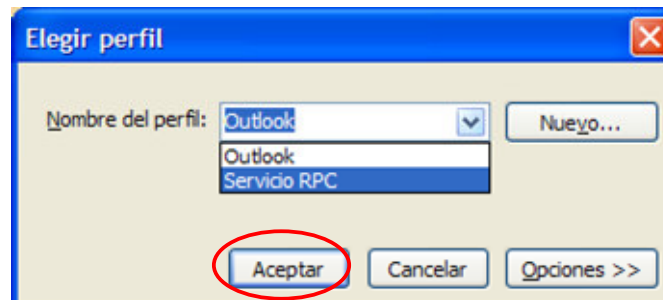 Elegir perfil
Nombre del perfil: Outlook Nuevo...
Outlook
Servicio RPC
Aceptar Cancelar Opciones >>